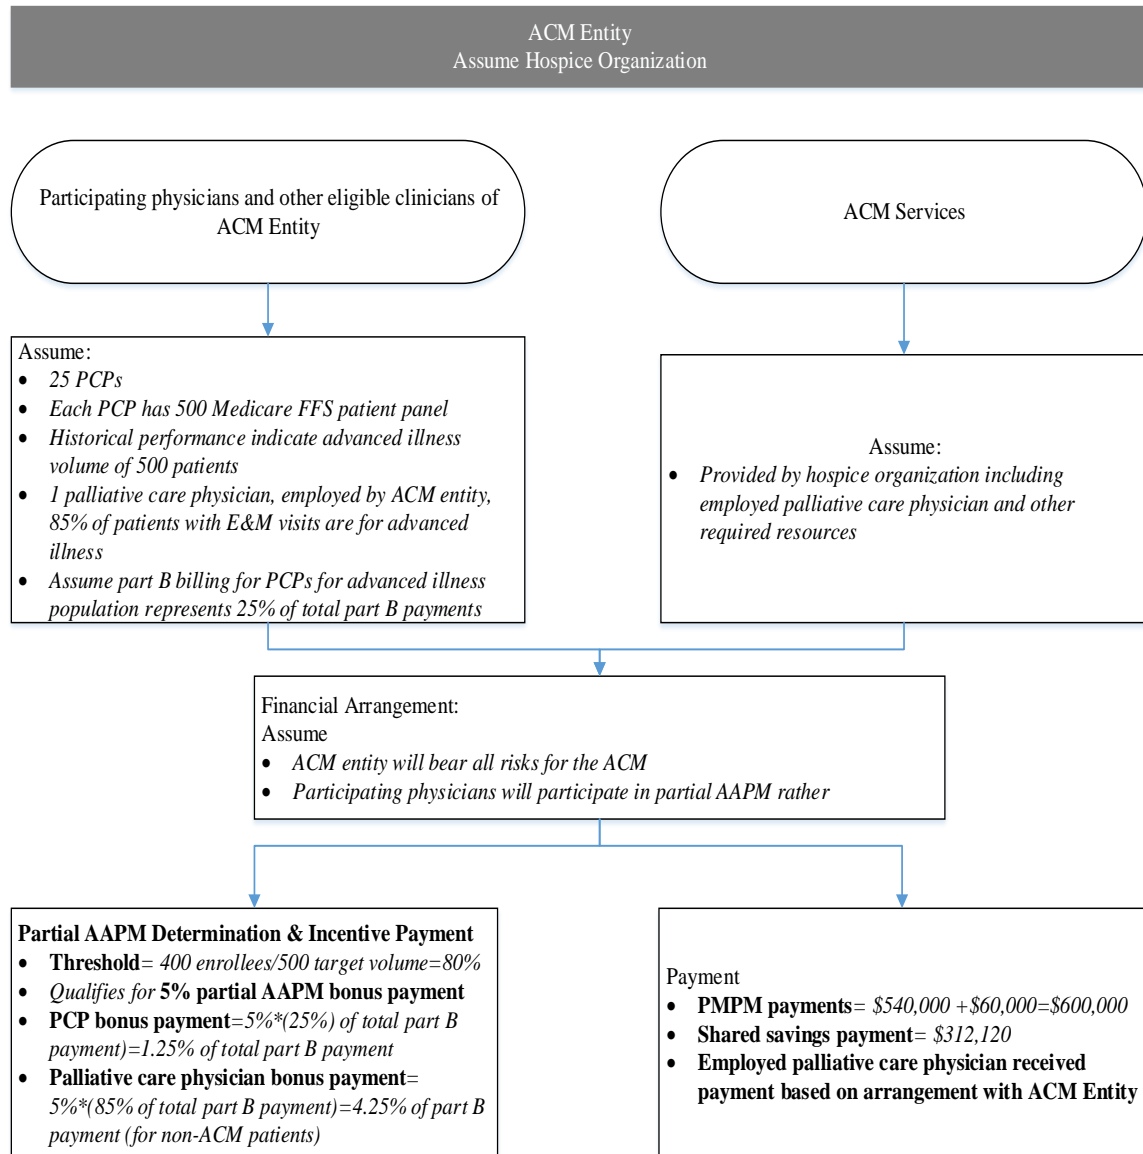 ACM Entity
Assume Hospice Organization
Participating physicians and other eligible clinicians of
ACM Entity
ACM Services
Assume:
• 25 PCPs
• Each PCP has 500 Medicare FFS patient panel
• Historical performance indicate advanced illness
volume of 500 patients
• 1 palliative care physician, employed by ACM entity,
85% of patients with E&M visits are for advanced
illness
• Assume part B billing for PCPs for advanced illness
population represents 25% of total part B payments
Assume:
• Provided by hospice organization including
employed palliative care physician and other
required resources
Financial Arrangement:
Assume
• ACM entity will bear all risks for the ACM
• Participating physicians will participate in partial AAPM rather
Partial AAPM Determination & Incentive Payment
• Threshold= 400 enrollees/500 target volume=80%
• Qualifies for 5% partial AAPM bonus payment
• PCP bonus payment=5%*(25%) of total part B
payment)=1.25% of total part B payment
• Palliative care physician bonus payment=
5%*(85% of total part B payment)=4.25% of part B
payment (for non-ACM patients)
Payment
• PMPM payments= $540,000 +$60,000=$600,000
• Shared savings payment= $312,120
• Employed palliative care physician received
payment based on arrangement with ACM Entity